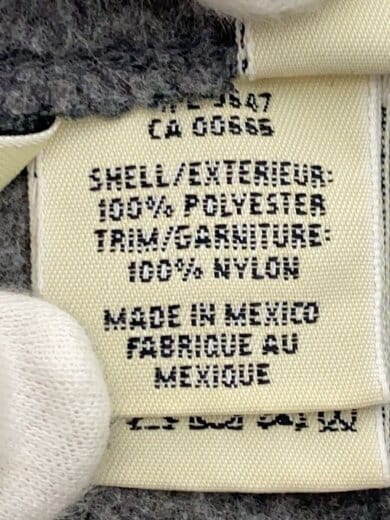 CA 00665
SHELL/EXTERIEUR:
100% POLYESTER
TRIM/GARNITURE:
100% NYLON
MADE IN MEXICO
FABRIQUE AU
MEXIQUE